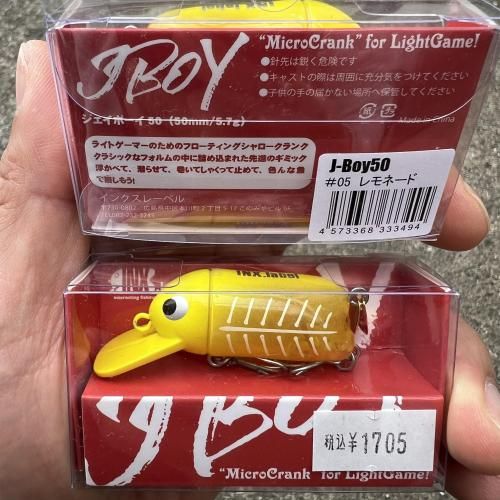 JBOY
"MicroCrank" for LightGame!
●針先は鋭く危険です
●キャストの際は周囲に充分気をつけてください
●子供の手の届かない場所へ保管してください
紙
Made in China
ジェイボーイ 50 (50mm/5.7g)
ライトゲーマーのためのフローティングシャロークランク
クラシックなフォルムの中に詰め込まれた先進のギミック
浮かべて、潜らせて、巻いてしゃくって止めて、色んな魚
で楽しもう!
インクスレーベル
J-Boy50
#05 レモネード
4 573368 333494
INX.label
JBOY
税込¥1705
"MicroCrank" for LightGame!